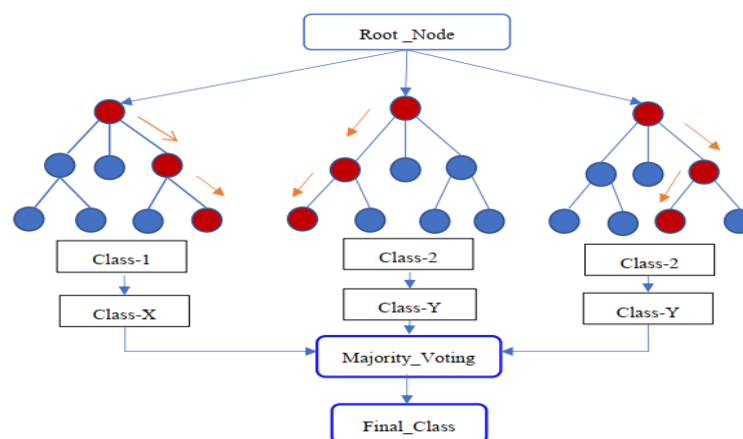 Root _Node
Class-1
Class-2
Class-2
Class-X
Class-Y
Class-Y
Majority_Voting
Final_Class